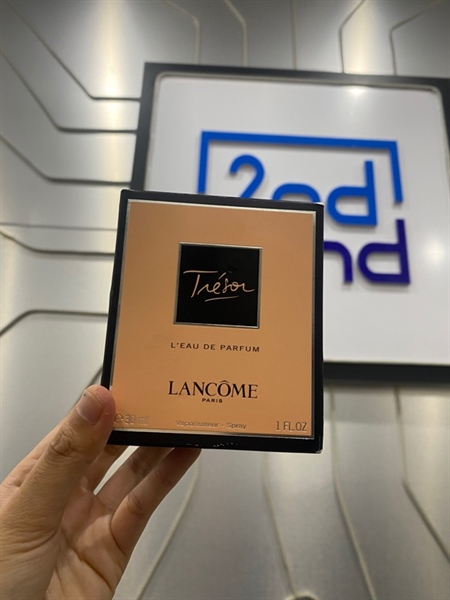 2nd
nd
Trésor
L'EAU DE PARFUM
LANCÔME
PARIS
Vaporisateur - Spray
1 FL.OZ